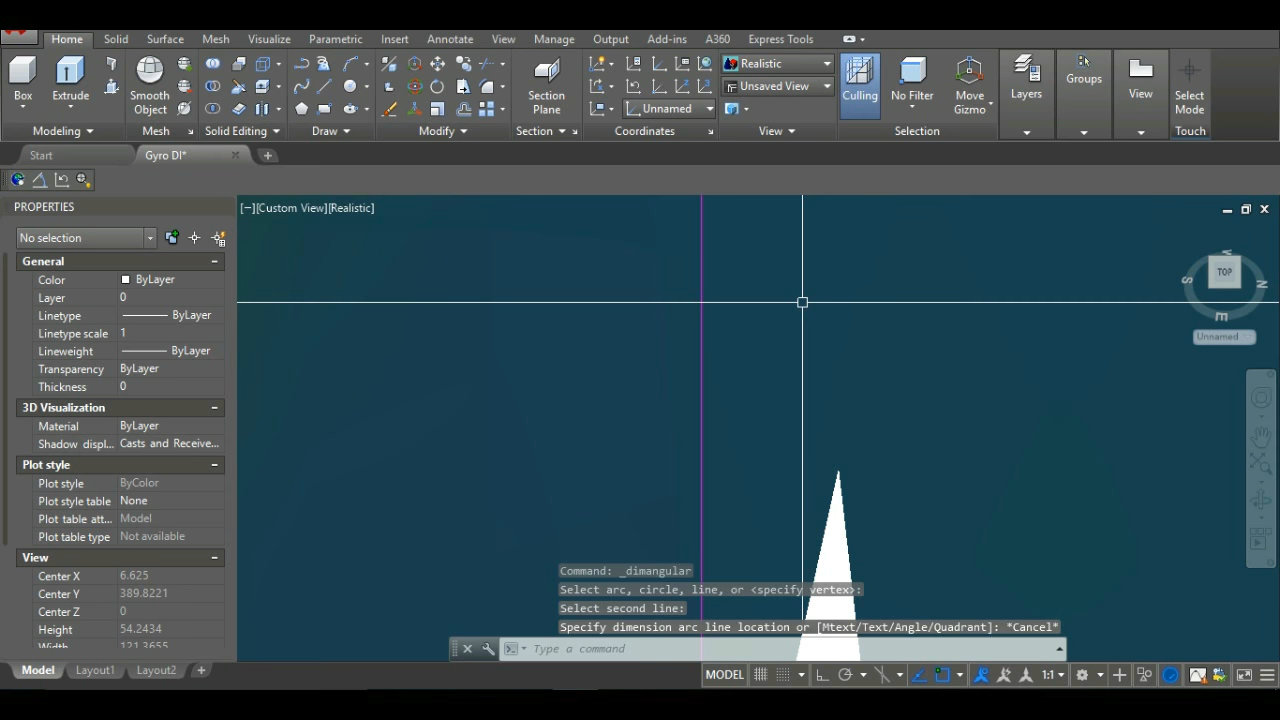 Home Solid Surface Mesh Visualize Parametric Insert Annotate View Manage Output Add-ins A360 Express Tools
Box Extrude Smooth Object Section Plane Realistic Unsaved View Unnamed Culling No Filter Move Gizmo Layers Groups View Select Mode
Modeling Mesh Solid Editing Draw Modify Section Coordinates View Selection Touch
Start Gyro DI*
PROPERTIES
[−][Custom View][Realistic]
No selection
General
Color ByLayer
Layer 0
Linetype ByLayer
Linetype scale 1
Lineweight ByLayer
Transparency ByLayer
Thickness 0
3D Visualization
Material ByLayer
Shadow displ... Casts and Receive...
Plot style
Plot style ByColor
Plot style table None
Plot table att... Model
Plot table type Not available
View
Center X 6.625
Center Y 389.8221
Center Z 0
Height 54.2434
Width 121.3655
W
S TOP N
E
Unnamed
Command: _dimangular
Select arc, circle, line, or <specify vertex>:
Select second line:
Specify dimension arc line location or [Mtext/Text/Angle/Quadrant]: *Cancel*
Type a command
Model Layout1 Layout2 +
MODEL 1:1